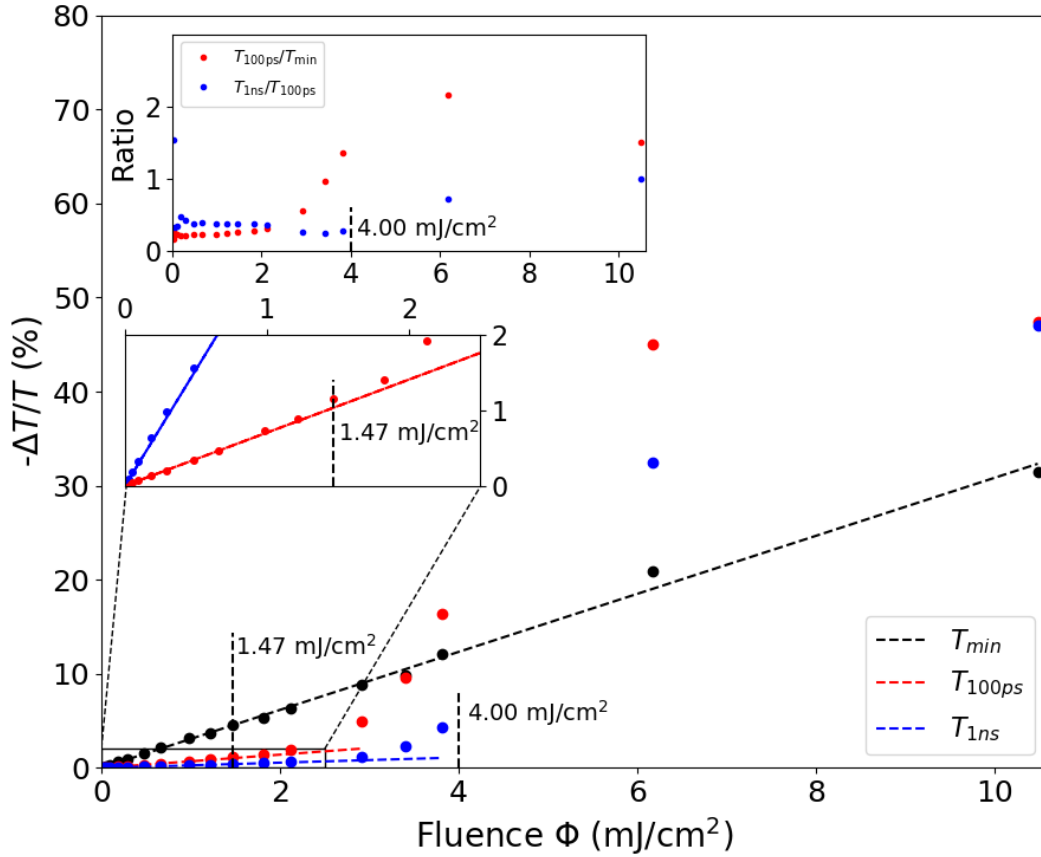 80
70
60
50
40
30
20
10
0
-ΔT/T (%)
0 2 4 6 8 10
Fluence Φ (mJ/cm²)
2
1
0
Ratio
T100ps/Tmin
T1ns/T100ps
4.00 mJ/cm²
0 2 4 6 8 10
0 1 2
2
1
0
1.47 mJ/cm²
1.47 mJ/cm²
4.00 mJ/cm²
Tmin
T100ps
T1ns